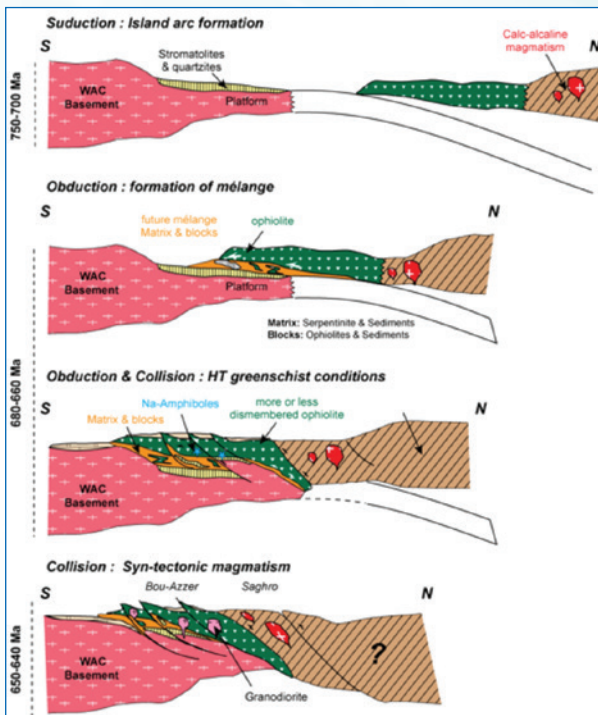 Suduction : Island arc formation
S
N
Stromatolites
& quartzites
Calc-alcaline
magmatism
WAC
Basement
Platform
750-700 Ma
Obduction : formation of mélange
S
N
future mélange
Matrix & blocks
ophiolite
WAC
Basement
Platform
Matrix: Serpentinite & Sediments
Blocks: Ophiolites & Sediments
680-660 Ma
Obduction & Collision : HT greenschist conditions
S
N
Na-Amphiboles
Matrix & blocks
more or less
dismembered ophiolite
WAC
Basement
Collision : Syn-tectonic magmatism
S
Bou-Azzer
Saghro
N
?
WAC
Basement
Granodiorite
650-640 Ma